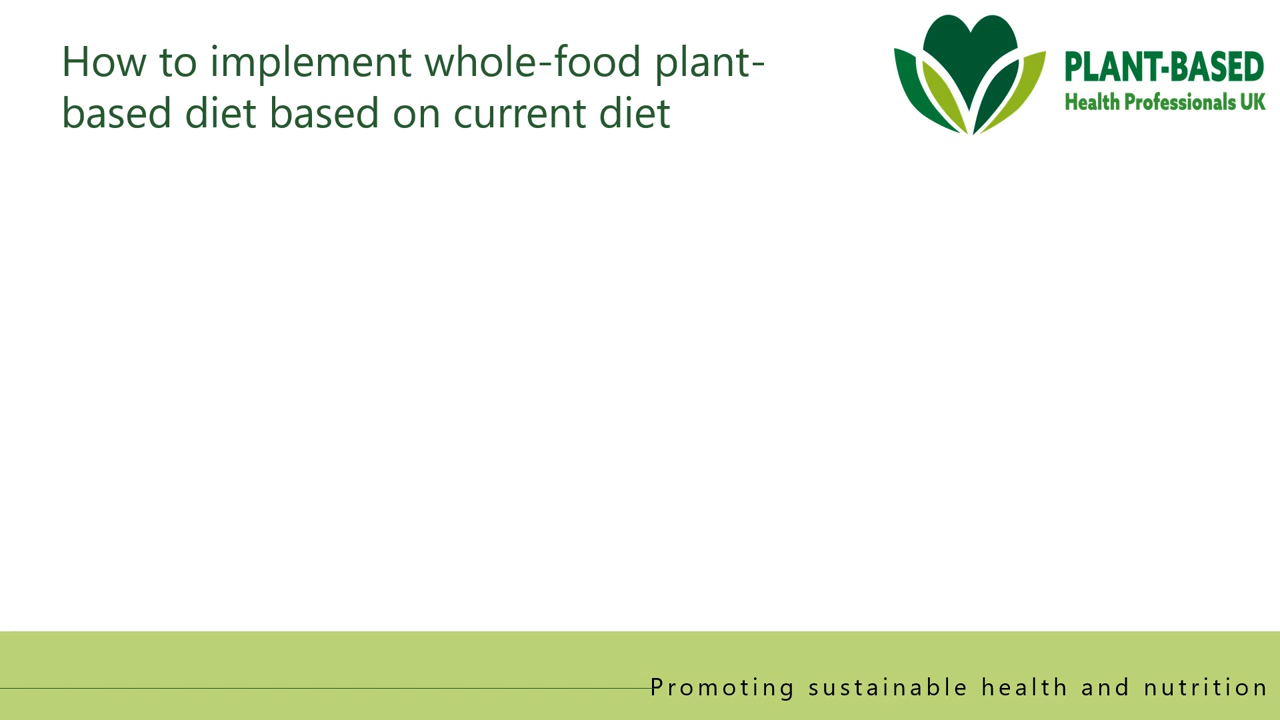 How to implement whole-food plant-
based diet based on current diet
PLANT-BASED
Health Professionals UK
Promoting sustainable health and nutrition